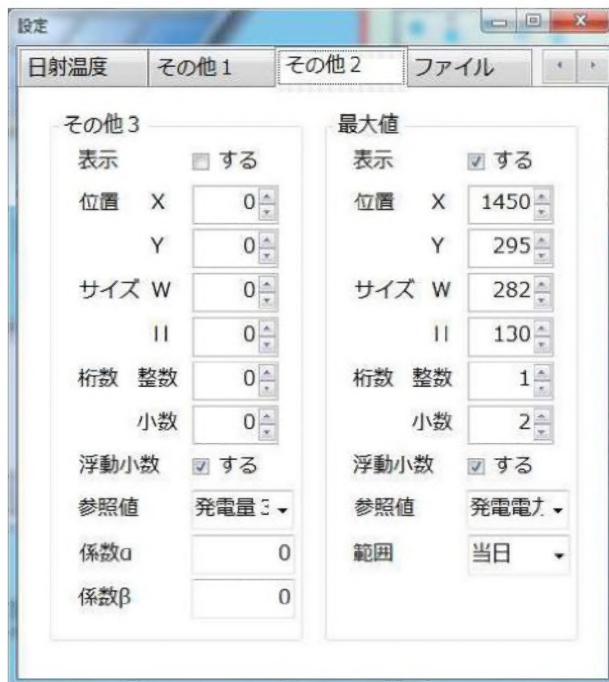 設定
日射温度 その他1 その他2 ファイル
その他3
表示 する
位置 X 0
Y 0
サイズ W 0
H 0
桁数 整数 0
小数 0
浮動小数 する
参照値 発電量3
係数α 0
係数β 0
最大値
表示 する
位置 X 1450
Y 295
サイズ W 282
H 130
桁数 整数 1
小数 2
浮動小数 する
参照値 発電電力
範囲 当日